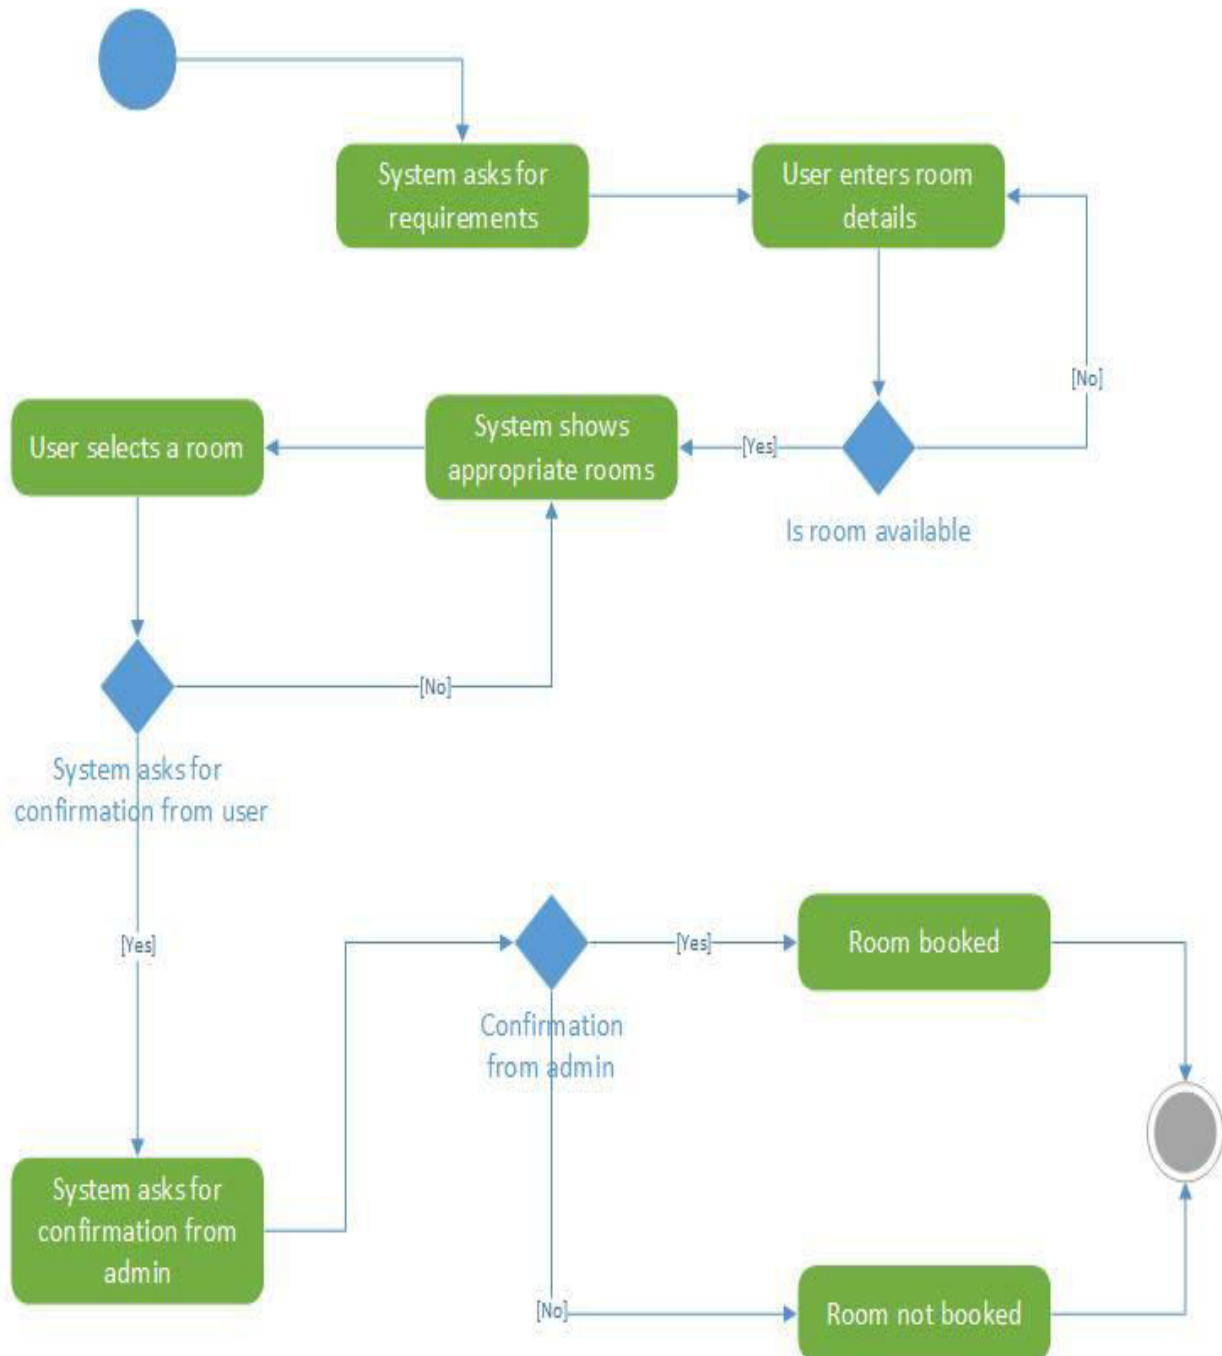 System asks for
requirements
User enters room
details
[No]
User selects a room
System shows
appropriate rooms
[Yes]
Is room available
[No]
System asks for
confirmation from user
[Yes]
[Yes]
Room booked
Confirmation
from admin
System asks for
confirmation from
admin
[No]
Room not booked